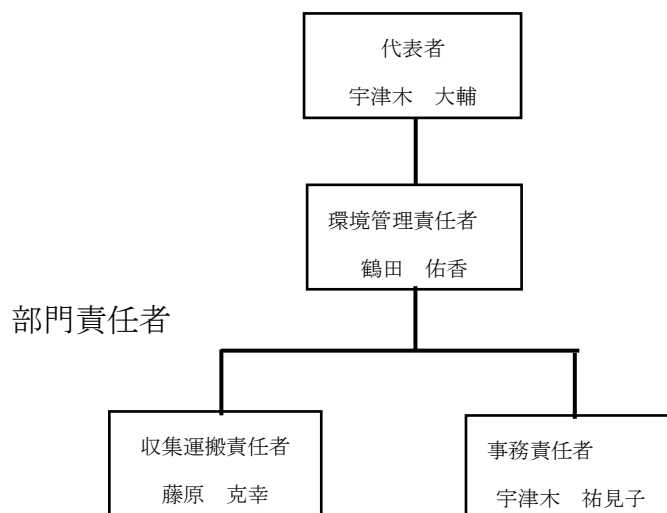 代表者
宇津木　大輔
環境管理責任者
鶴田　佑香
部門責任者
収集運搬責任者
藤原　克幸
事務責任者
宇津木　祐見子